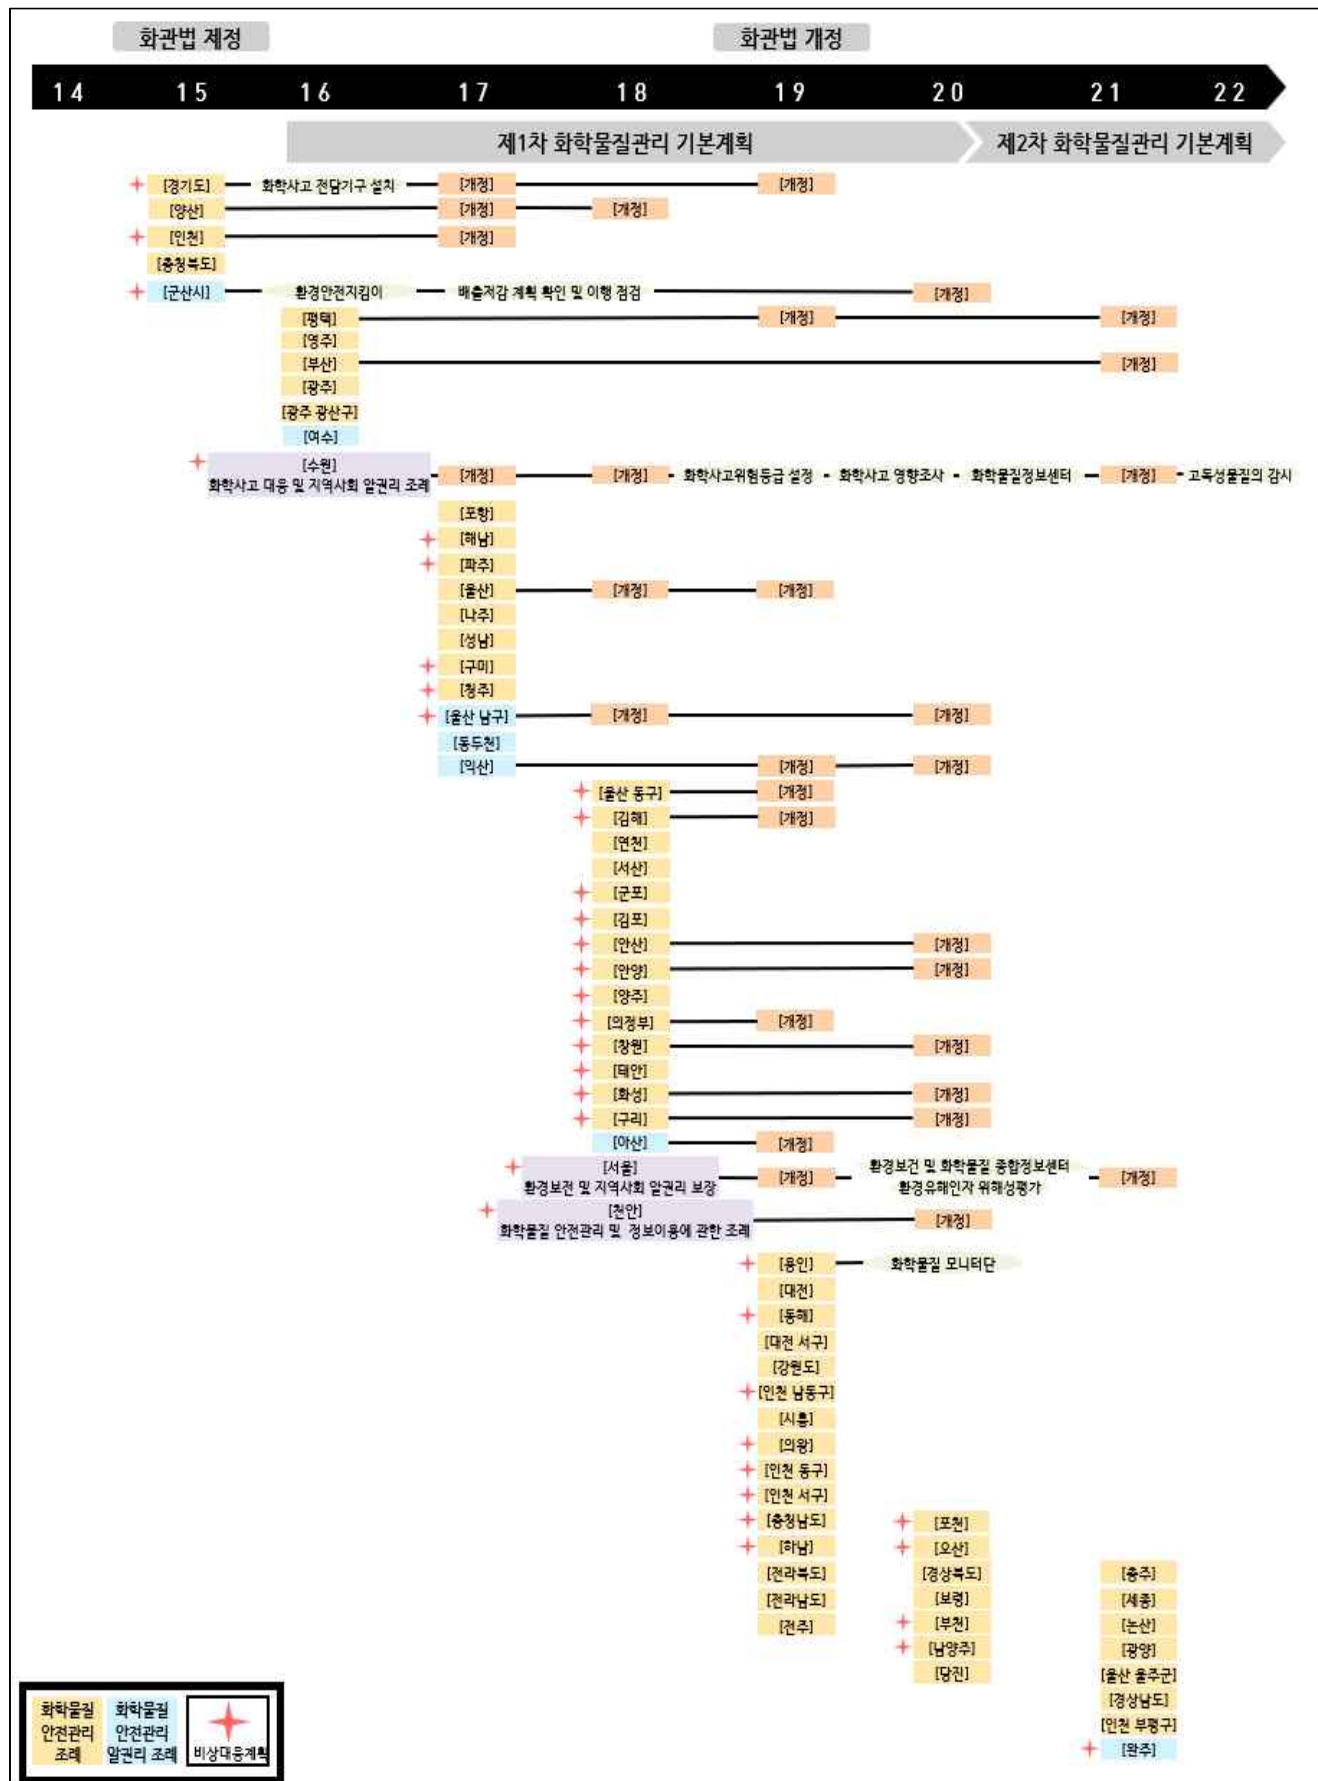 화관법 제정 화관법 개정
14 15 16 17 18 19 20 21 22
제1차 화학물질관리 기본계획 제2차 화학물질관리 기본계획
[경기도] 화학사고 전담기구 설치 [개정] [개정]
[양산] [개정] [개정]
[인천] [개정]
[충청북도]
[군산시] 환경안전지킴이 배출저감 계획 확인 및 이행 점검 [개정]
[평택] [개정] [개정]
[영주]
[부산] [개정]
[광주]
[광주 광산구]
[여수]
[수원]
화학사고 대응 및 지역사회 알권리 조례 [개정] [개정] 화학사고위험등급 설정 화학사고 영향조사 화학물질정보센터 [개정] 고독성물질의 감시
[포항]
[해남]
[파주]
[울산] [개정] [개정]
[나주]
[성남]
[구미]
[청주]
[울산 남구] [개정] [개정]
[동두천]
[익산] [개정] [개정]
[울산 동구] [개정]
[김해] [개정]
[연천]
[서산]
[군포]
[김포]
[안산] [개정]
[안양] [개정]
[양주]
[의정부] [개정]
[창원] [개정]
[태안]
[화성] [개정]
[구리] [개정]
[아산] [개정]
[서울]
환경보전 및 지역사회 알권리 보장 [개정] 환경보건 및 화학물질 종합정보센터
환경유해인자 위해성평가 [개정]
[천안]
화학물질 안전관리 및 정보이용에 관한 조례 [개정]
[용인] 화학물질 모니터단
[대전]
[동해]
[대전 서구]
[강원도]
[인천 남동구]
[시흥]
[의왕]
[인천 동구]
[인천 서구]
[충청남도] [포천]
[하남] [오산]
[전라북도] [경상북도] [충주]
[전라남도] [보령] [세종]
[전주] [부천] [논산]
[남양주] [광양]
[당진] [울산 울주군]
[경상남도]
[인천 부평구]
[완주]
화학물질
안전관리
조례
화학물질
안전관리
알권리 조례
비상대응계획